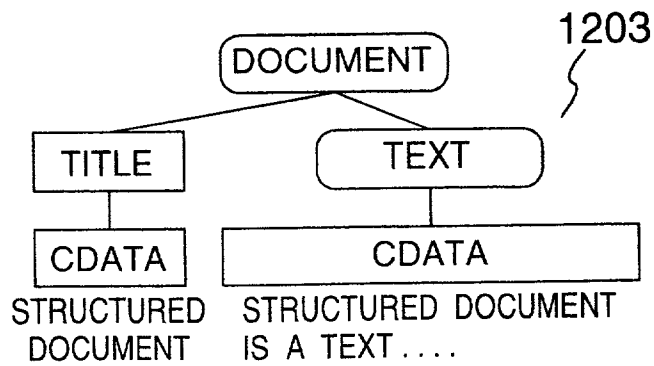 1203
DOCUMENT
TITLE
TEXT
CDATA
CDATA
STRUCTURED
DOCUMENT
STRUCTURED DOCUMENT
IS A TEXT....